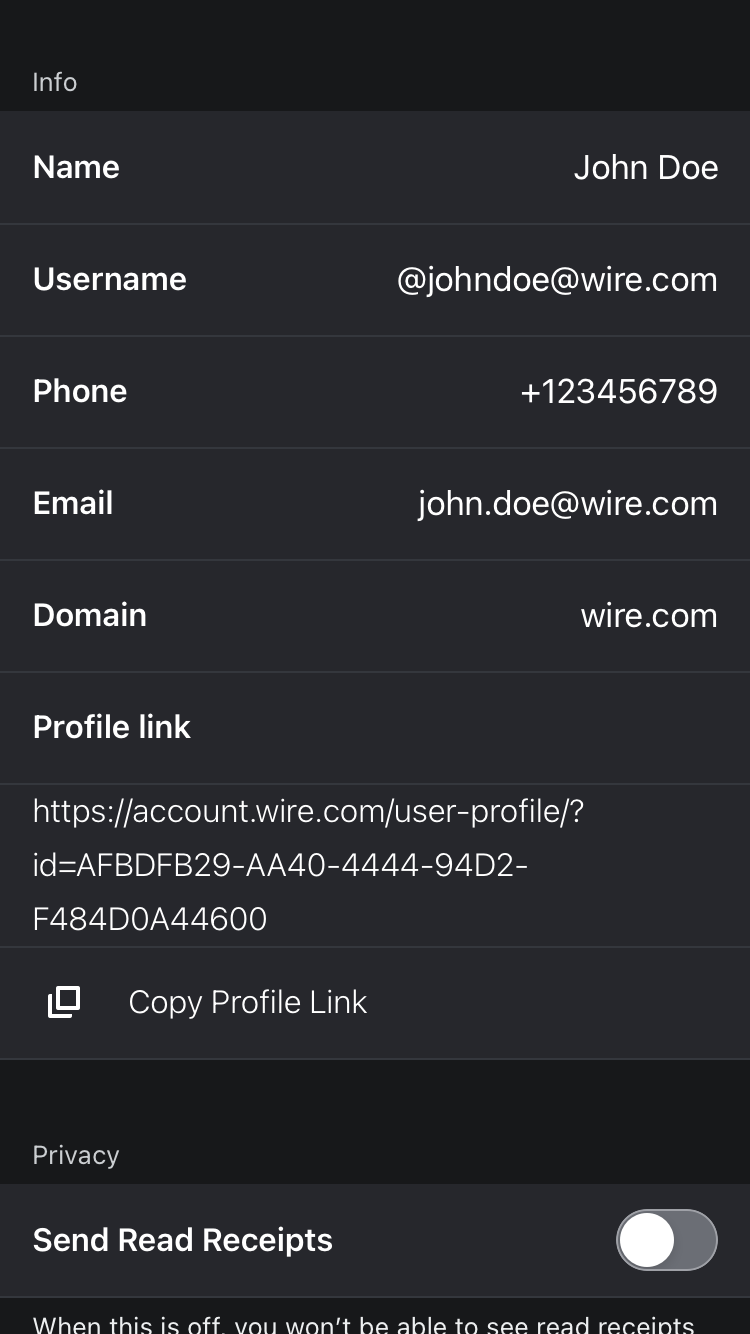 Info
Name John Doe
Username @johndoe@wire.com
Phone +123456789
Email john.doe@wire.com
Domain wire.com
Profile link
https://account.wire.com/user-profile/?
id=AFBDFB29-AA40-4444-94D2-
F484D0A44600
Copy Profile Link
Privacy
Send Read Receipts
When this is off, you won’t be able to see read receipts